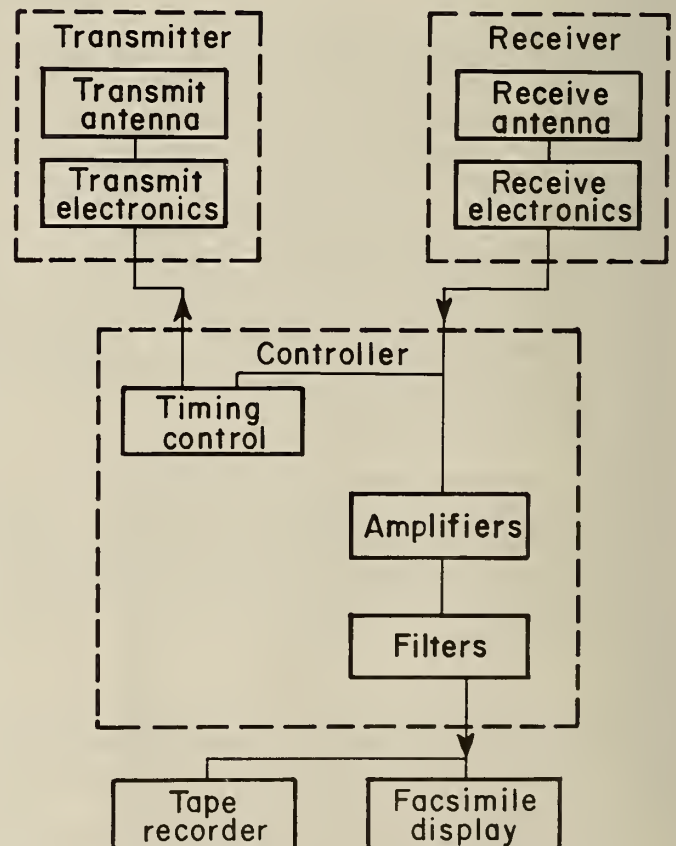 Transmitter
Transmit
antenna
Transmit
electronics
Receiver
Receive
antenna
Receive
electronics
Controller
Timing
control
Amplifiers
Filters
Tape
recorder
Facsimile
display